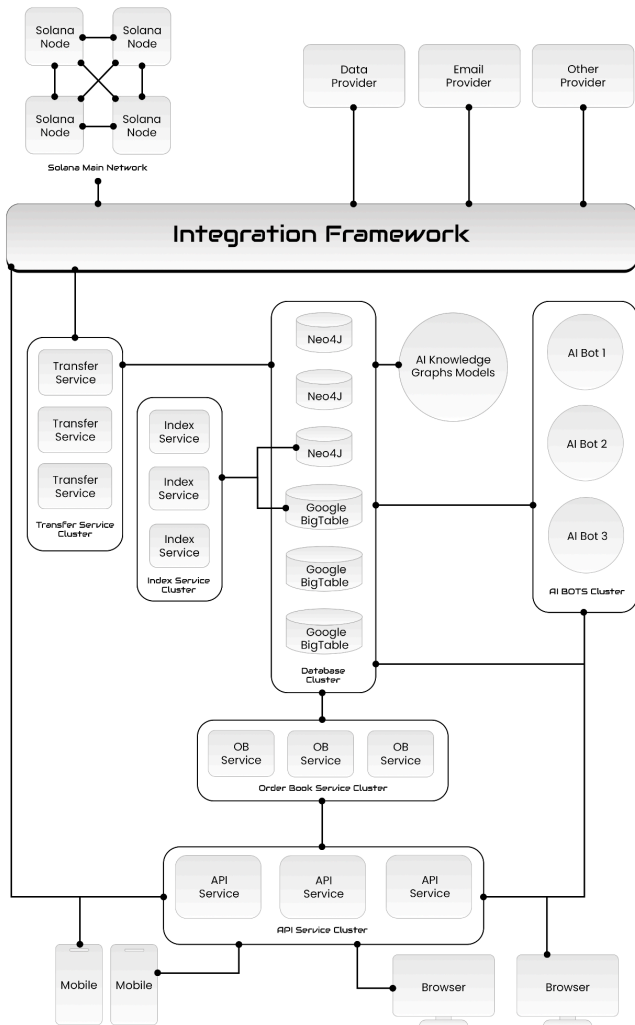 Solana
Node
Solana
Node
Solana
Node
Solana
Node
Solana Main Network
Data
Provider
Email
Provider
Other
Provider
Integration Framework
Transfer
Service
Transfer
Service
Transfer
Service
Transfer Service
Cluster
Index
Service
Index
Service
Index
Service
Index Service
Cluster
Neo4J
Neo4J
Neo4J
Google
BigTable
Google
BigTable
Google
BigTable
Database
Cluster
AI Knowledge
Graphs Models
AI Bot 1
AI Bot 2
AI Bot 3
AI BOTS Cluster
OB
Service
OB
Service
OB
Service
Order Book Service Cluster
API
Service
API
Service
API
Service
API Service Cluster
Mobile
Mobile
Browser
Browser